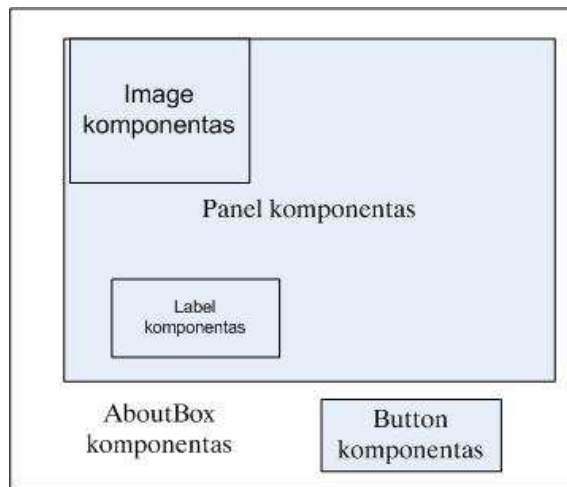 Image
komponentas
Panel komponentas
Label
komponentas
AboutBox
komponentas
Button
komponentas